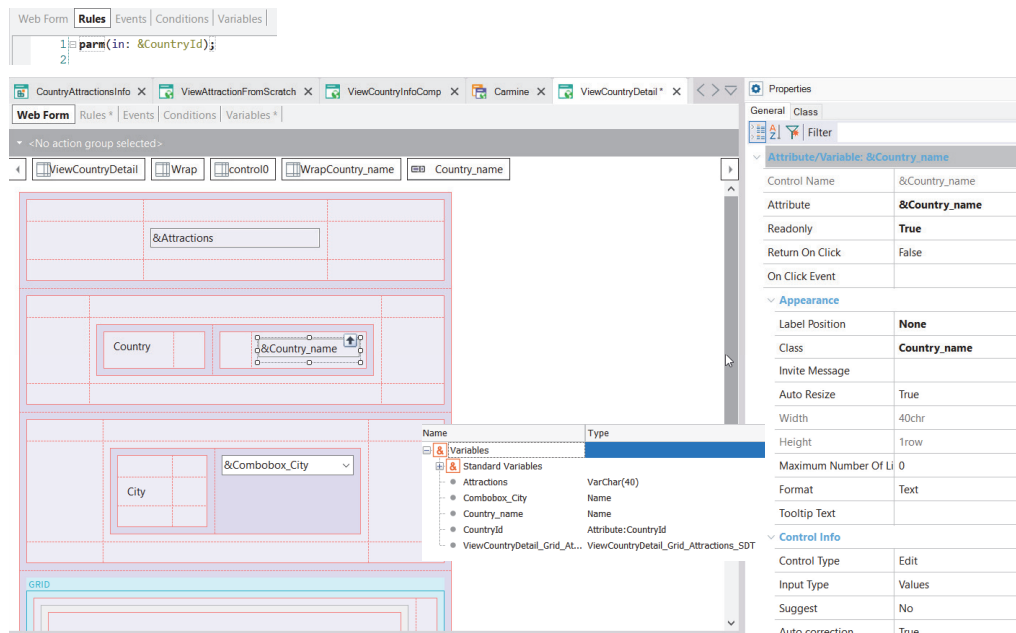 Web Form Rules Events Conditions Variables
1 parm(in: &CountryId);
2
CountryAttractionsInfo ViewAttractionFromScratch ViewCountryInfoComp Carmine ViewCountryDetail *
Web Form Rules * Events Conditions Variables *
<No action group selected>
ViewCountryDetail Wrap control0 WrapCountry_name Country_name
&Attractions
Country &Country_name
City &Combobox_City
GRID
Name Type
Variables
Standard Variables
Attractions VarChar(40)
Combobox_City Name
Country_name Name
CountryId Attribute:CountryId
ViewCountryDetail_Grid_At... ViewCountryDetail_Grid_Attractions_SDT
Properties
General Class
Filter
Attribute/Variable: &Country_name
Control Name &Country_name
Attribute &Country_name
Readonly True
Return On Click False
On Click Event
Appearance
Label Position None
Class Country_name
Invite Message
Auto Resize True
Width 40chr
Height 1row
Maximum Number Of Li 0
Format Text
Tooltip Text
Control Info
Control Type Edit
Input Type Values
Suggest No
Auto correction True